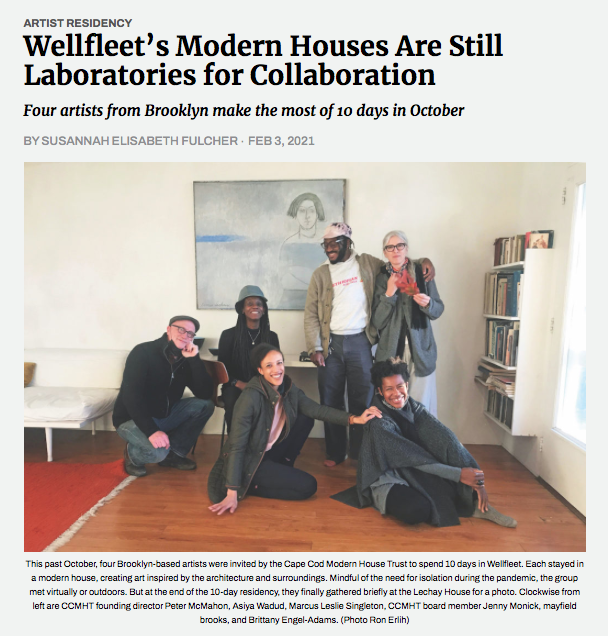 ARTIST RESIDENCY
Wellfleet’s Modern Houses Are Still
Laboratories for Collaboration
Four artists from Brooklyn make the most of 10 days in October
BY SUSANNAH ELISABETH FULCHER · FEB 3, 2021
This past October, four Brooklyn-based artists were invited by the Cape Cod Modern House Trust to spend 10 days in Wellfleet. Each stayed in
a modern house, creating art inspired by the architecture and surroundings. Mindful of the need for isolation during the pandemic, the group
met virtually or outdoors. But at the end of the 10-day residency, they finally gathered briefly at the Lechay House for a photo. Clockwise from
left are CCMHT founding director Peter McMahon, Asiya Wadud, Marcus Leslie Singleton, CCMHT board member Jenny Monick, mayfield
brooks, and Brittany Engel-Adams. (Photo Ron Erlih)